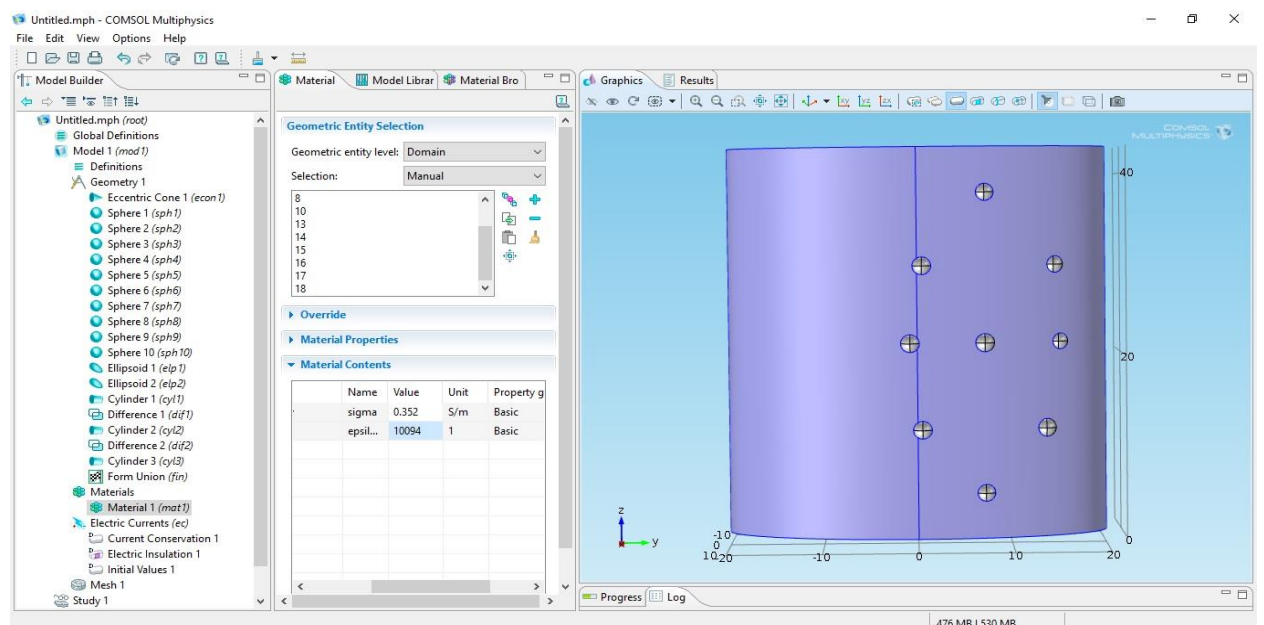 Untitled.mph - COMSOL Multiphysics
File Edit View Options Help
Model Builder
Untitled.mph (root)
Global Definitions
Model 1 (mod1)
Definitions
Geometry 1
Eccentric Cone 1 (econ1)
Sphere 1 (sph1)
Sphere 2 (sph2)
Sphere 3 (sph3)
Sphere 4 (sph4)
Sphere 5 (sph5)
Sphere 6 (sph6)
Sphere 7 (sph7)
Sphere 8 (sph8)
Sphere 9 (sph9)
Sphere 10 (sph10)
Ellipsoid 1 (elp1)
Ellipsoid 2 (elp2)
Cylinder 1 (cyl1)
Difference 1 (dif1)
Cylinder 2 (cyl2)
Difference 2 (dif2)
Cylinder 3 (cyl3)
Form Union (fin)
Materials
Material 1 (mat1)
Electric Currents (ec)
Current Conservation 1
Electric Insulation 1
Initial Values 1
Mesh 1
Study 1
Material Model Librar Material Bro
Geometric Entity Selection
Geometric entity level: Domain
Selection: Manual
8
10
13
14
15
16
17
18
Override
Material Properties
Material Contents
Name Value Unit Property g
sigma 0.352 S/m Basic
epsil... 10094 1 Basic
Graphics Results
xy yz zx
COMSOL
MULTIPHYSICS
40
20
0
z
y
-10
0
10
-20
-10
0
10
20
Progress Log
476 MB | 530 MB